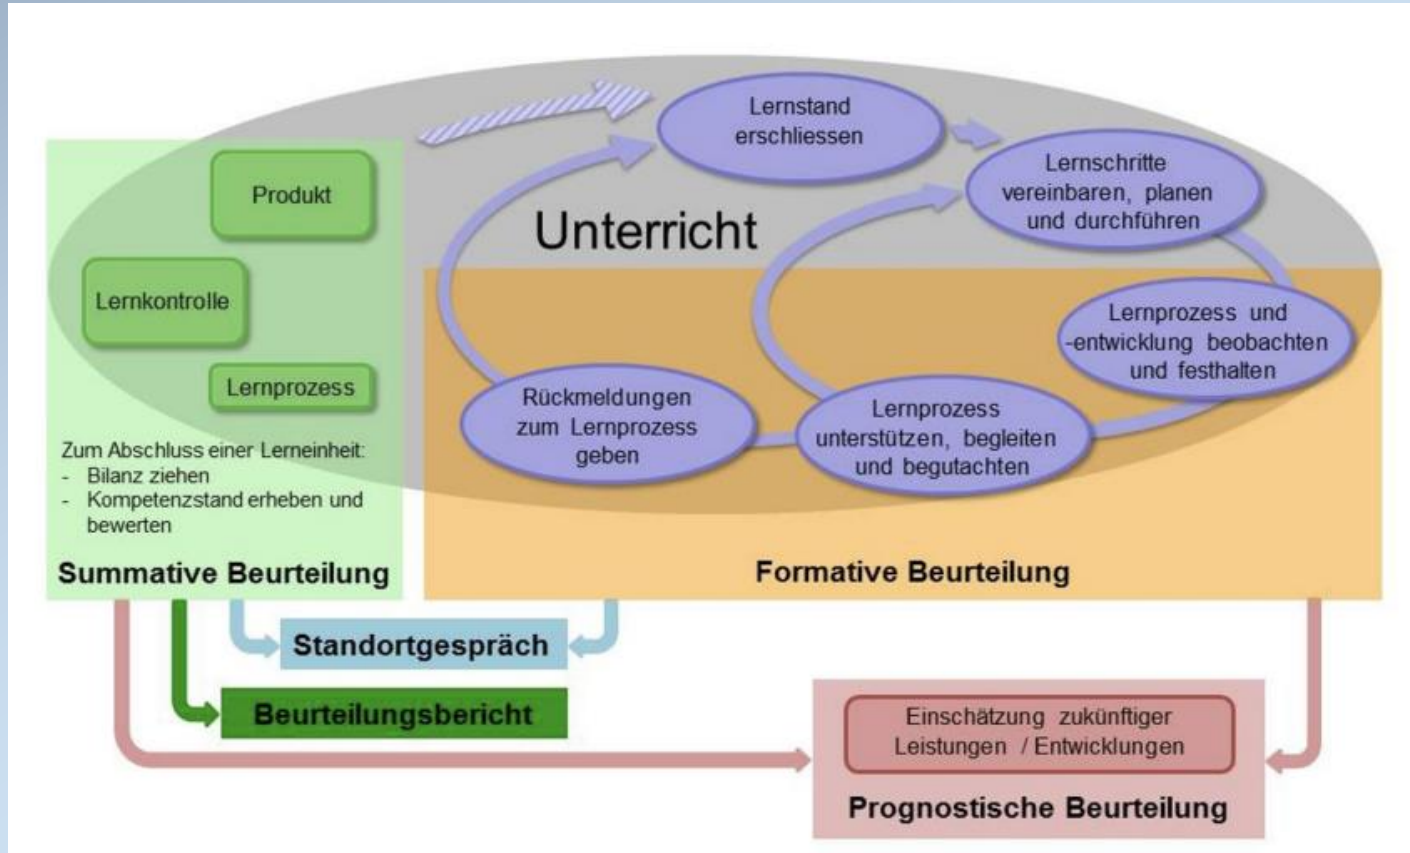 Lernstand
erschliessen
Lernschritte
vereinbaren, planen
und durchführen
Produkt
Unterricht
Lernkontrolle
Lernprozess und
-entwicklung beobachten
und festhalten
Lernprozess
Rückmeldungen
zum Lernprozess
geben
Lernprozess
unterstützen, begleiten
und begutachten
Zum Abschluss einer Lerneinheit:
- Bilanz ziehen
- Kompetenzstand erheben und
bewerten
Summative Beurteilung
Formative Beurteilung
Standortgespräch
Beurteilungsbericht
Einschätzung zukünftiger
Leistungen / Entwicklungen
Prognostische Beurteilung